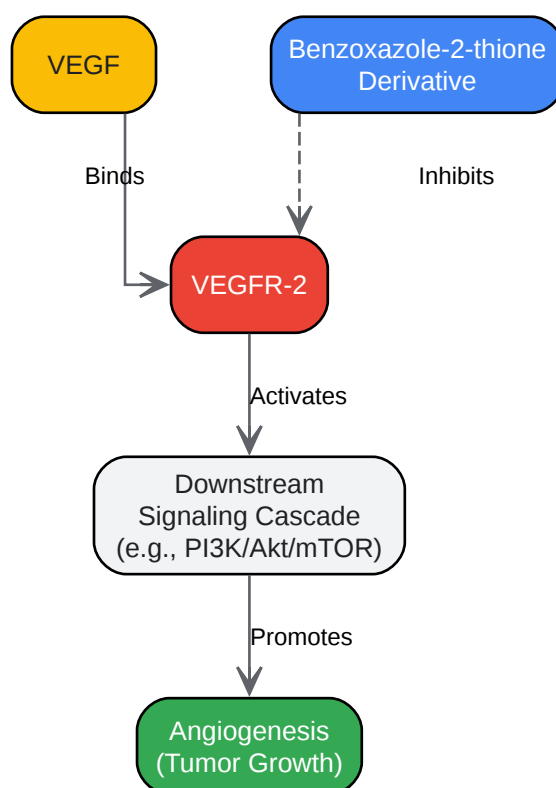 VEGF
Benzoxazole-2-thione
Derivative
Binds
Inhibits
VEGFR-2
Activates
Downstream
Signaling Cascade
(e.g., PI3K/Akt/mTOR)
Promotes
Angiogenesis
(Tumor Growth)